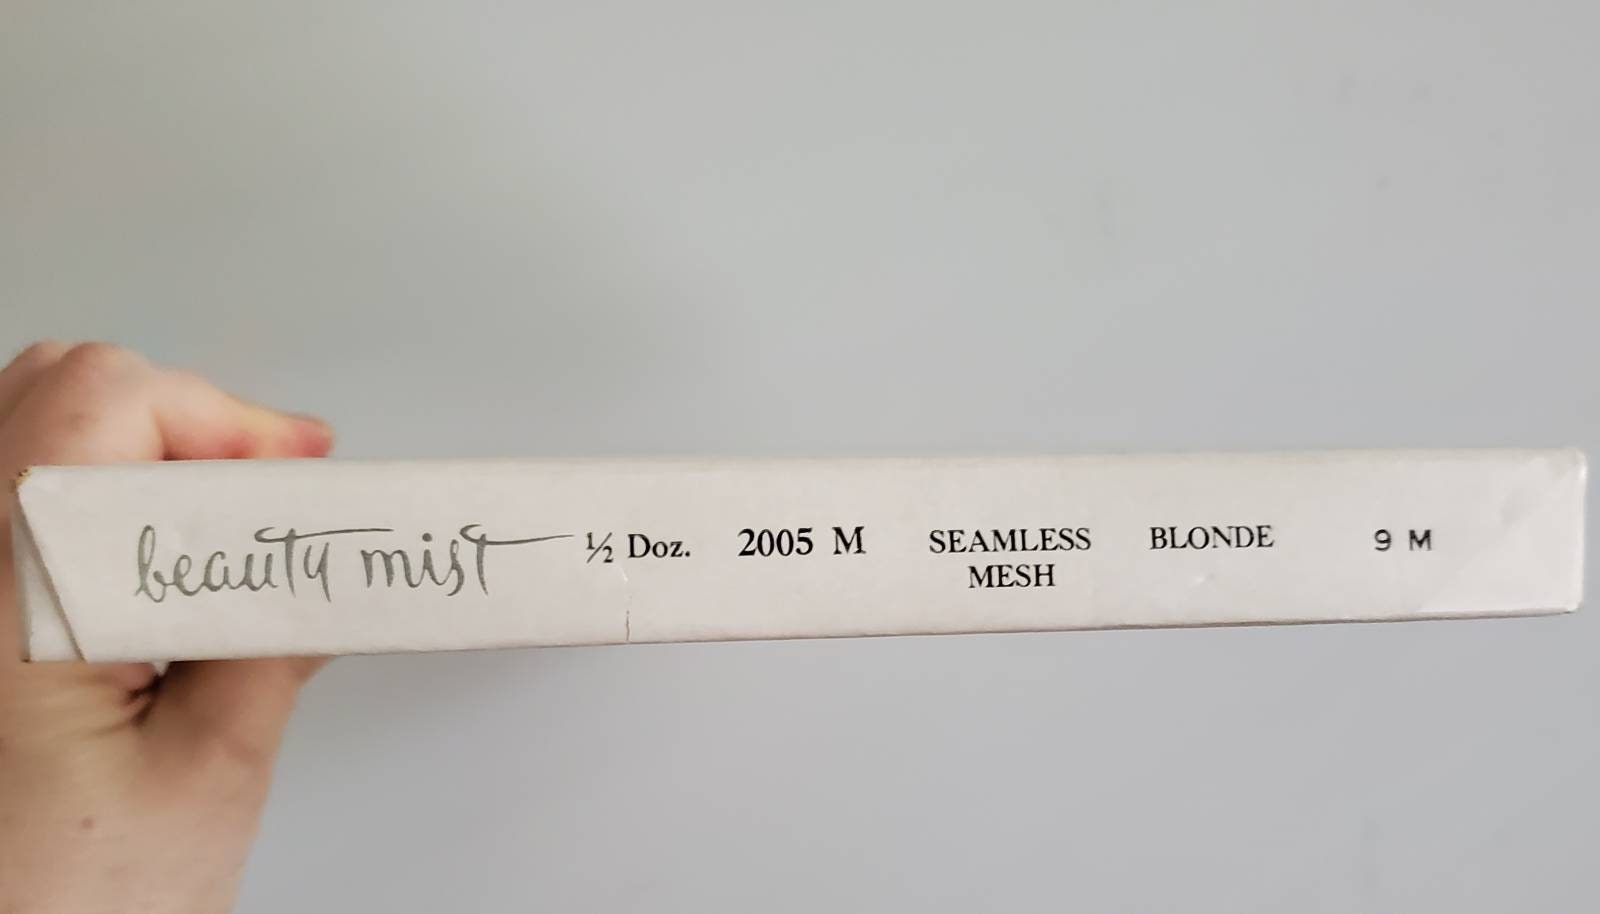 beauty mist ½ Doz. 2005 M SEAMLESS BLONDE 9 M
MESH